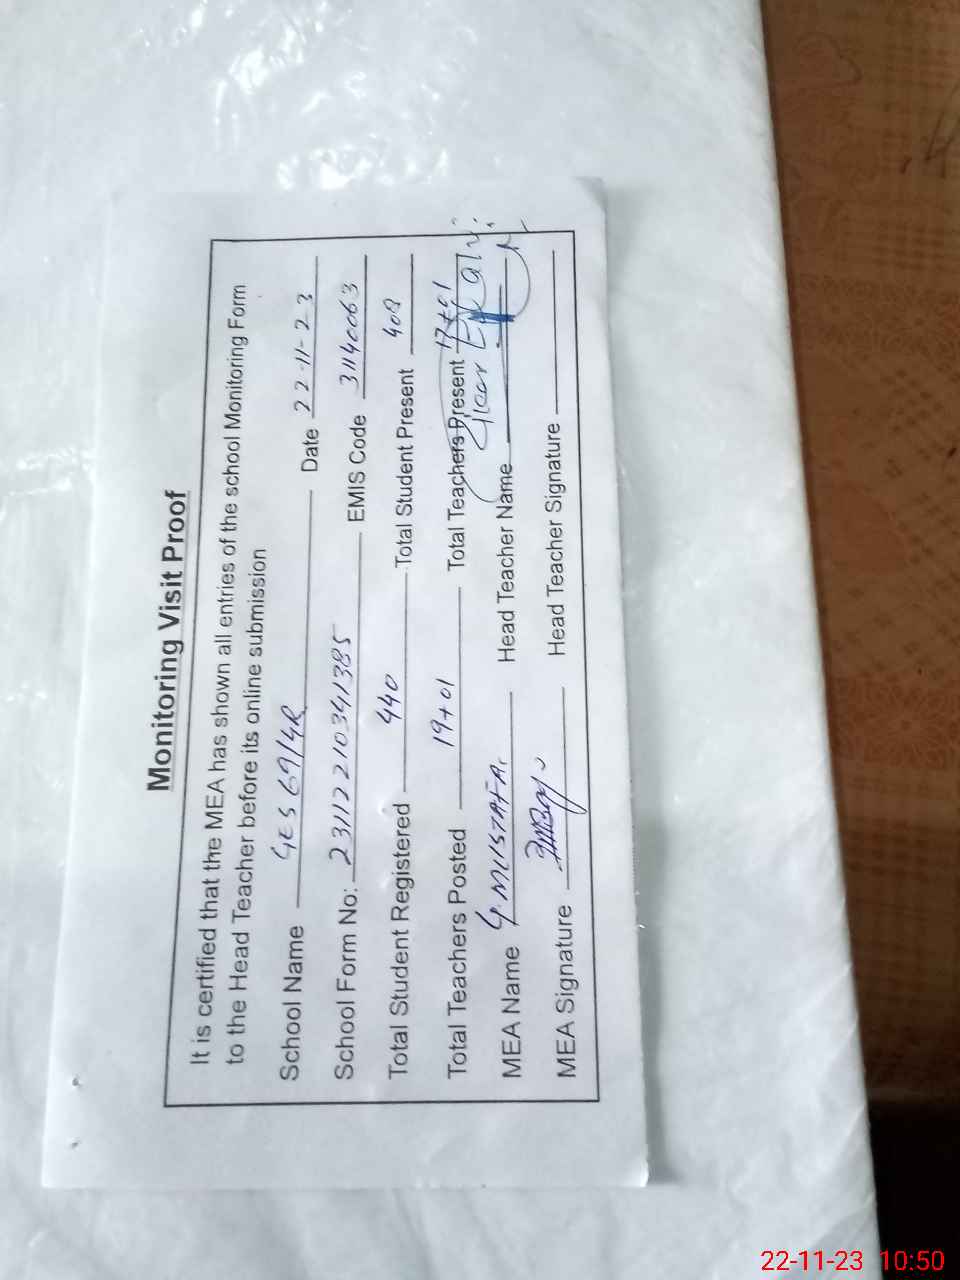 Monitoring Visit Proof
It is certified that the MEA has shown all entries of the school Monitoring Form
to the Head Teacher before its online submission
School Name GES 69/4R Date 22-11-23
School Form No: 23112210341385 EMIS Code 31140063
Total Student Registered 440 Total Student Present 408
Total Teachers Posted 19+01 Total Teachers Present 17+01
MEA Name G. MUSTAFA. Head Teacher Name
MEA Signature Head Teacher Signature
22-11-23 10:50